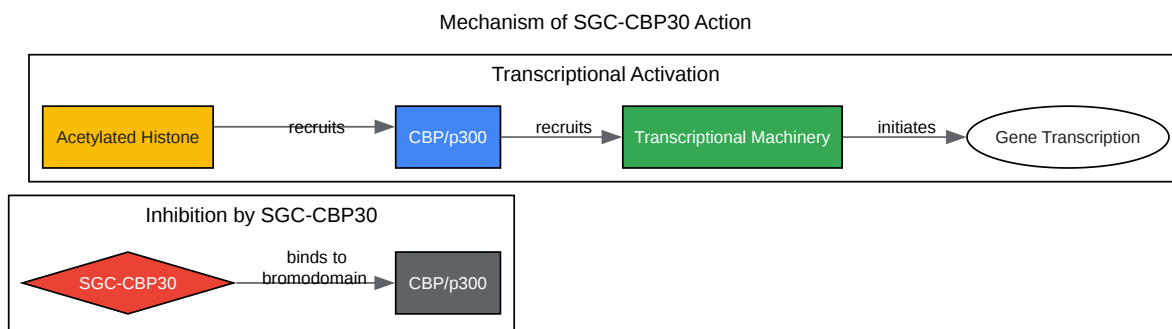 Mechanism of SGC-CBP30 Action
Transcriptional Activation
Acetylated Histone
recruits
CBP/p300
recruits
Transcriptional Machinery
initiates
Gene Transcription
Inhibition by SGC-CBP30
SGC-CBP30
binds to
bromodomain
CBP/p300